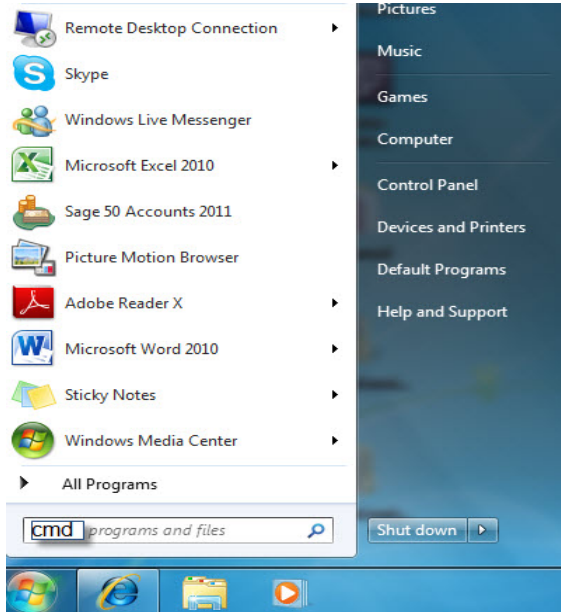 Remote Desktop Connection
Skype
Windows Live Messenger
Microsoft Excel 2010
Sage 50 Accounts 2011
Picture Motion Browser
Adobe Reader X
Microsoft Word 2010
Sticky Notes
Windows Media Center
All Programs
cmd programs and files
Pictures
Music
Games
Computer
Control Panel
Devices and Printers
Default Programs
Help and Support
Shut down